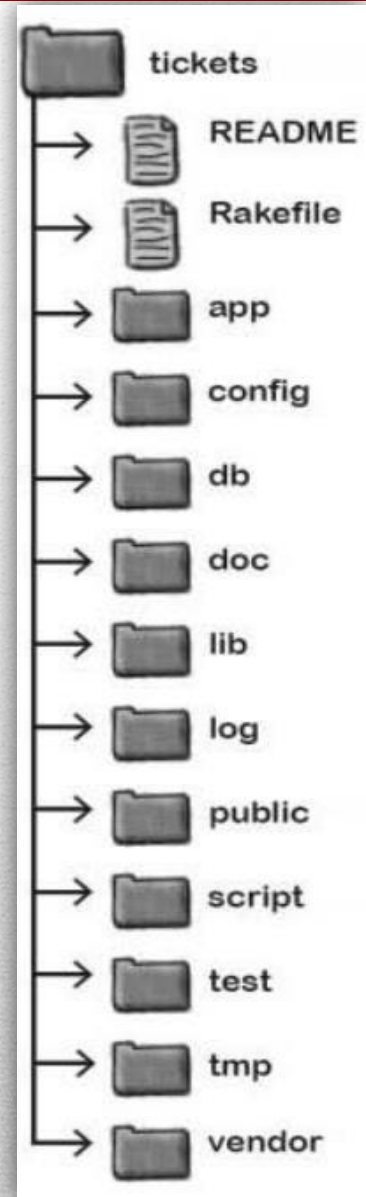 tickets
README
Rakefile
app
config
db
doc
lib
log
public
script
test
tmp
vendor